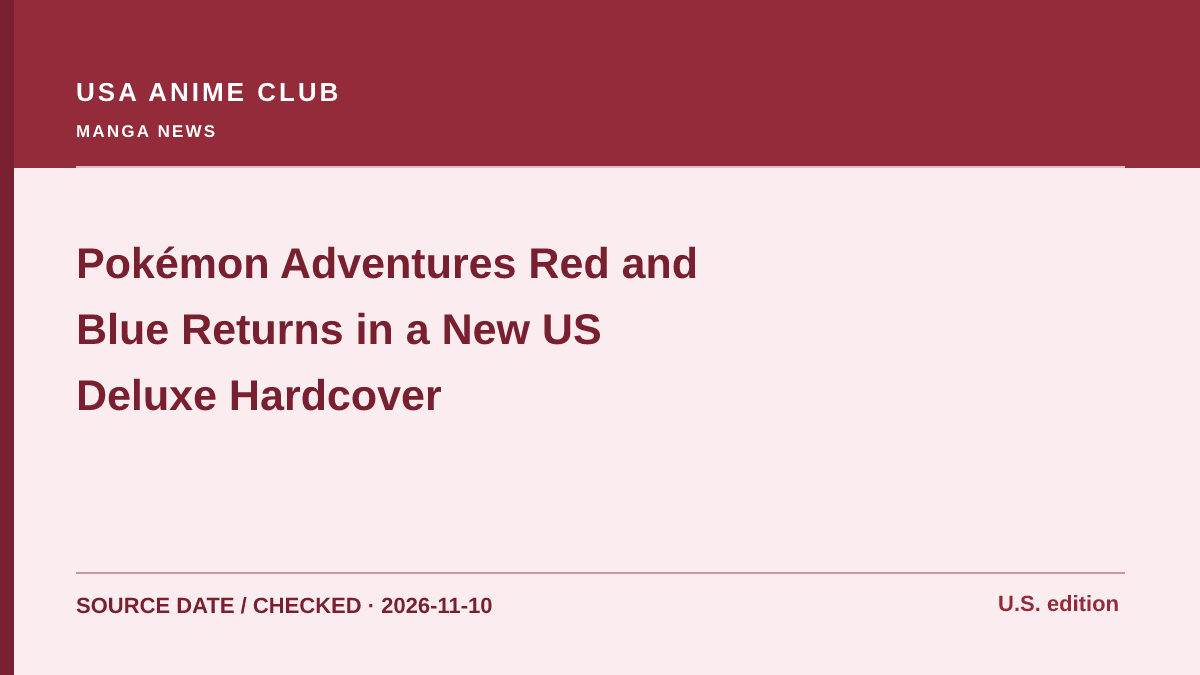 USA ANIME CLUB
MANGA NEWS
Pokémon Adventures Red and
Blue Returns in a New US
Deluxe Hardcover
SOURCE DATE / CHECKED · 2026-11-10
U.S. edition